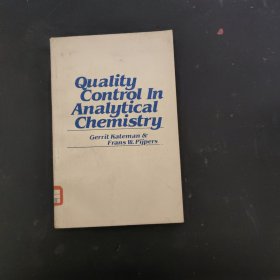 Quality
Control In
Analytical
Chemistry
Gerrit Kateman &
Frans W. Pijpers